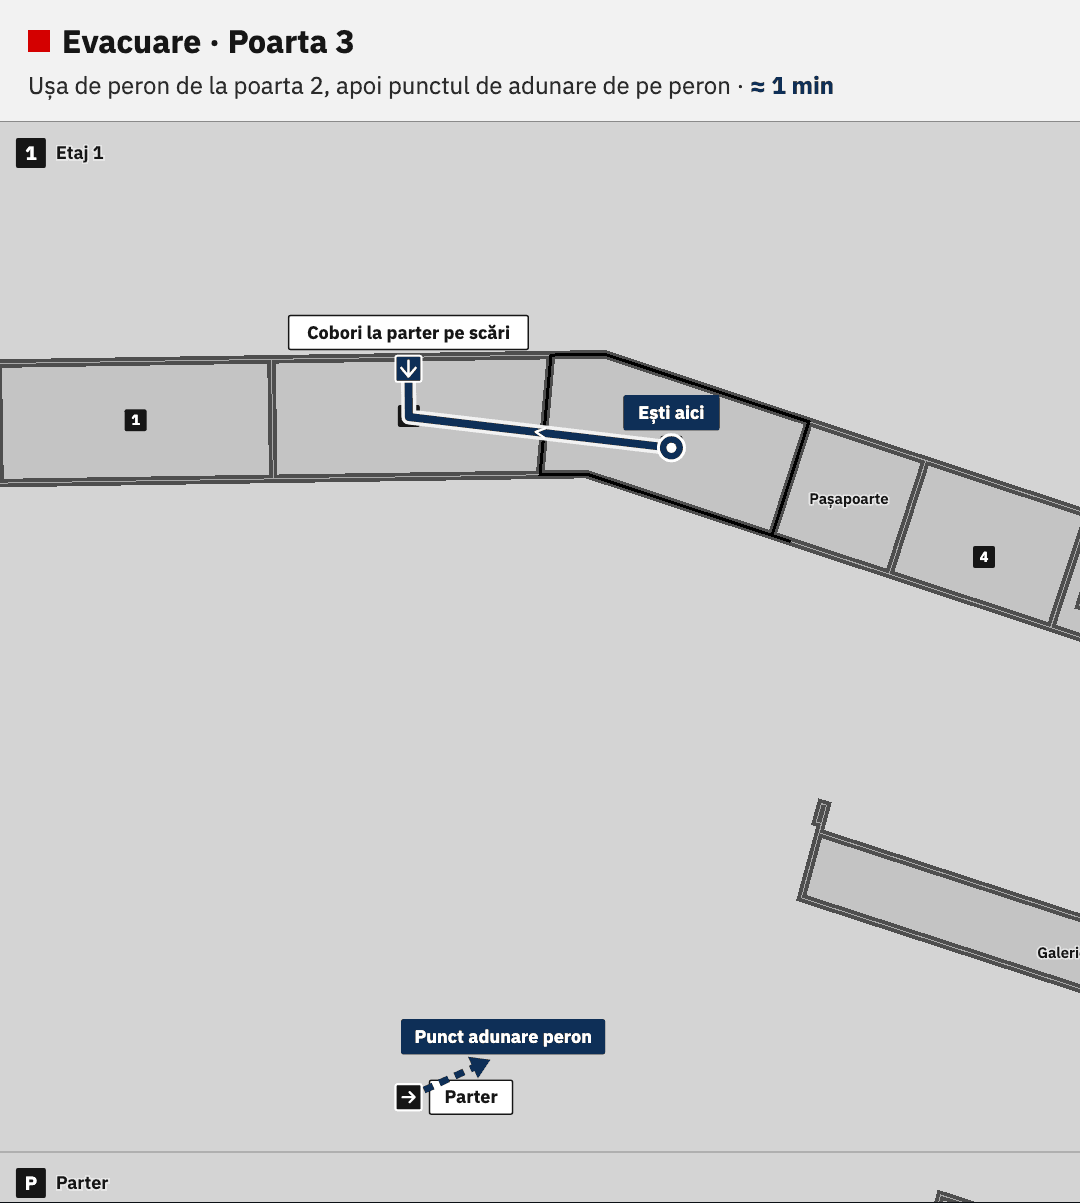 Evacuare · Poarta 3
Ușa de peron de la poarta 2, apoi punctul de adunare de pe peron · ≈ 1 min
1 Etaj 1
Cobori la parter pe scări
Ești aici
1
Pașapoarte
4
Galeri
Punct adunare peron
Parter
P Parter